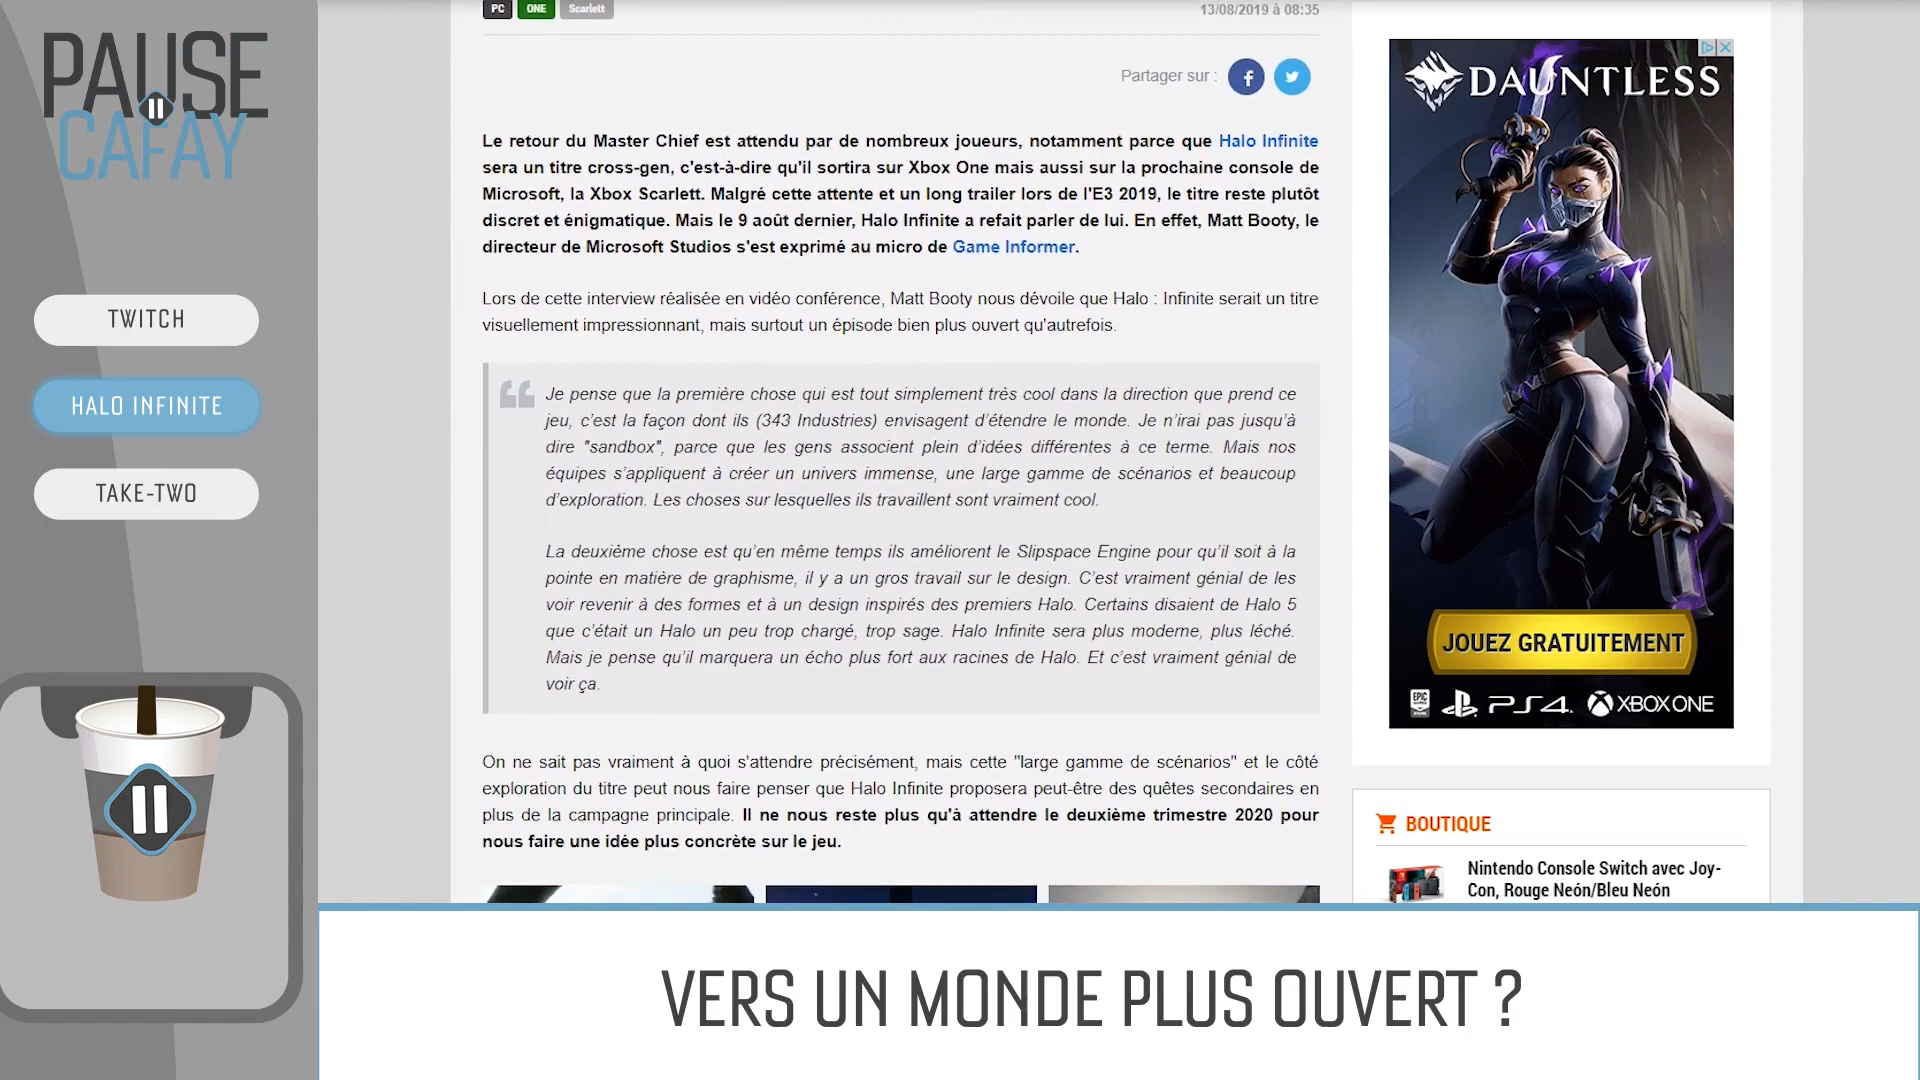 PAUSE
CAFAY
TWITCH
HALO INFINITE
TAKE-TWO
PC ONE Scarlett
13/08/2019 à 08:35
Partager sur :
Le retour du Master Chief est attendu par de nombreux joueurs, notamment parce que Halo Infinite
sera un titre cross-gen, c'est-à-dire qu'il sortira sur Xbox One mais aussi sur la prochaine console de
Microsoft, la Xbox Scarlett. Malgré cette attente et un long trailer lors de l'E3 2019, le titre reste plutôt
discret et énigmatique. Mais le 9 août dernier, Halo Infinite a refait parler de lui. En effet, Matt Booty, le
directeur de Microsoft Studios s'est exprimé au micro de Game Informer.
Lors de cette interview réalisée en vidéo conférence, Matt Booty nous dévoile que Halo : Infinite serait un titre
visuellement impressionnant, mais surtout un épisode bien plus ouvert qu'autrefois.
Je pense que la première chose qui est tout simplement très cool dans la direction que prend ce
jeu, c’est la façon dont ils (343 Industries) envisagent d’étendre le monde. Je n’irai pas jusqu’à
dire "sandbox", parce que les gens associent plein d’idées différentes à ce terme. Mais nos
équipes s’appliquent à créer un univers immense, une large gamme de scénarios et beaucoup
d’exploration. Les choses sur lesquelles ils travaillent sont vraiment cool.
La deuxième chose est qu’en même temps ils améliorent le Slipspace Engine pour qu’il soit à la
pointe en matière de graphisme, il y a un gros travail sur le design. C’est vraiment génial de les
voir revenir à des formes et à un design inspirés des premiers Halo. Certains disaient de Halo 5
que c’était un Halo un peu trop chargé, trop sage. Halo Infinite sera plus moderne, plus léché.
Mais je pense qu’il marquera un écho plus fort aux racines de Halo. Et c’est vraiment génial de
voir ça.
On ne sait pas vraiment à quoi s'attendre précisément, mais cette "large gamme de scénarios" et le côté
exploration du titre peut nous faire penser que Halo Infinite proposera peut-être des quêtes secondaires en
plus de la campagne principale. Il ne nous reste plus qu'à attendre le deuxième trimestre 2020 pour
nous faire une idée plus concrète sur le jeu.
DAUNTLESS
JOUEZ GRATUITEMENT
EPIC GAMES PS4 XBOX ONE
BOUTIQUE
Nintendo Console Switch avec Joy-
Con, Rouge Neón/Bleu Neón
VERS UN MONDE PLUS OUVERT ?